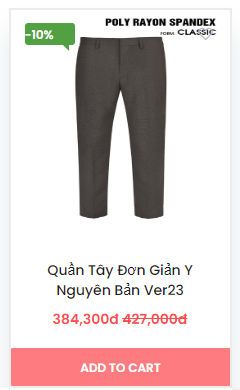 POLY RAYON SPANDEX
-10%
FORM: CLASSIC
Quần Tây Đơn Giản Y
Nguyên Bản Ver23
384,300đ 427,000đ
ADD TO CART